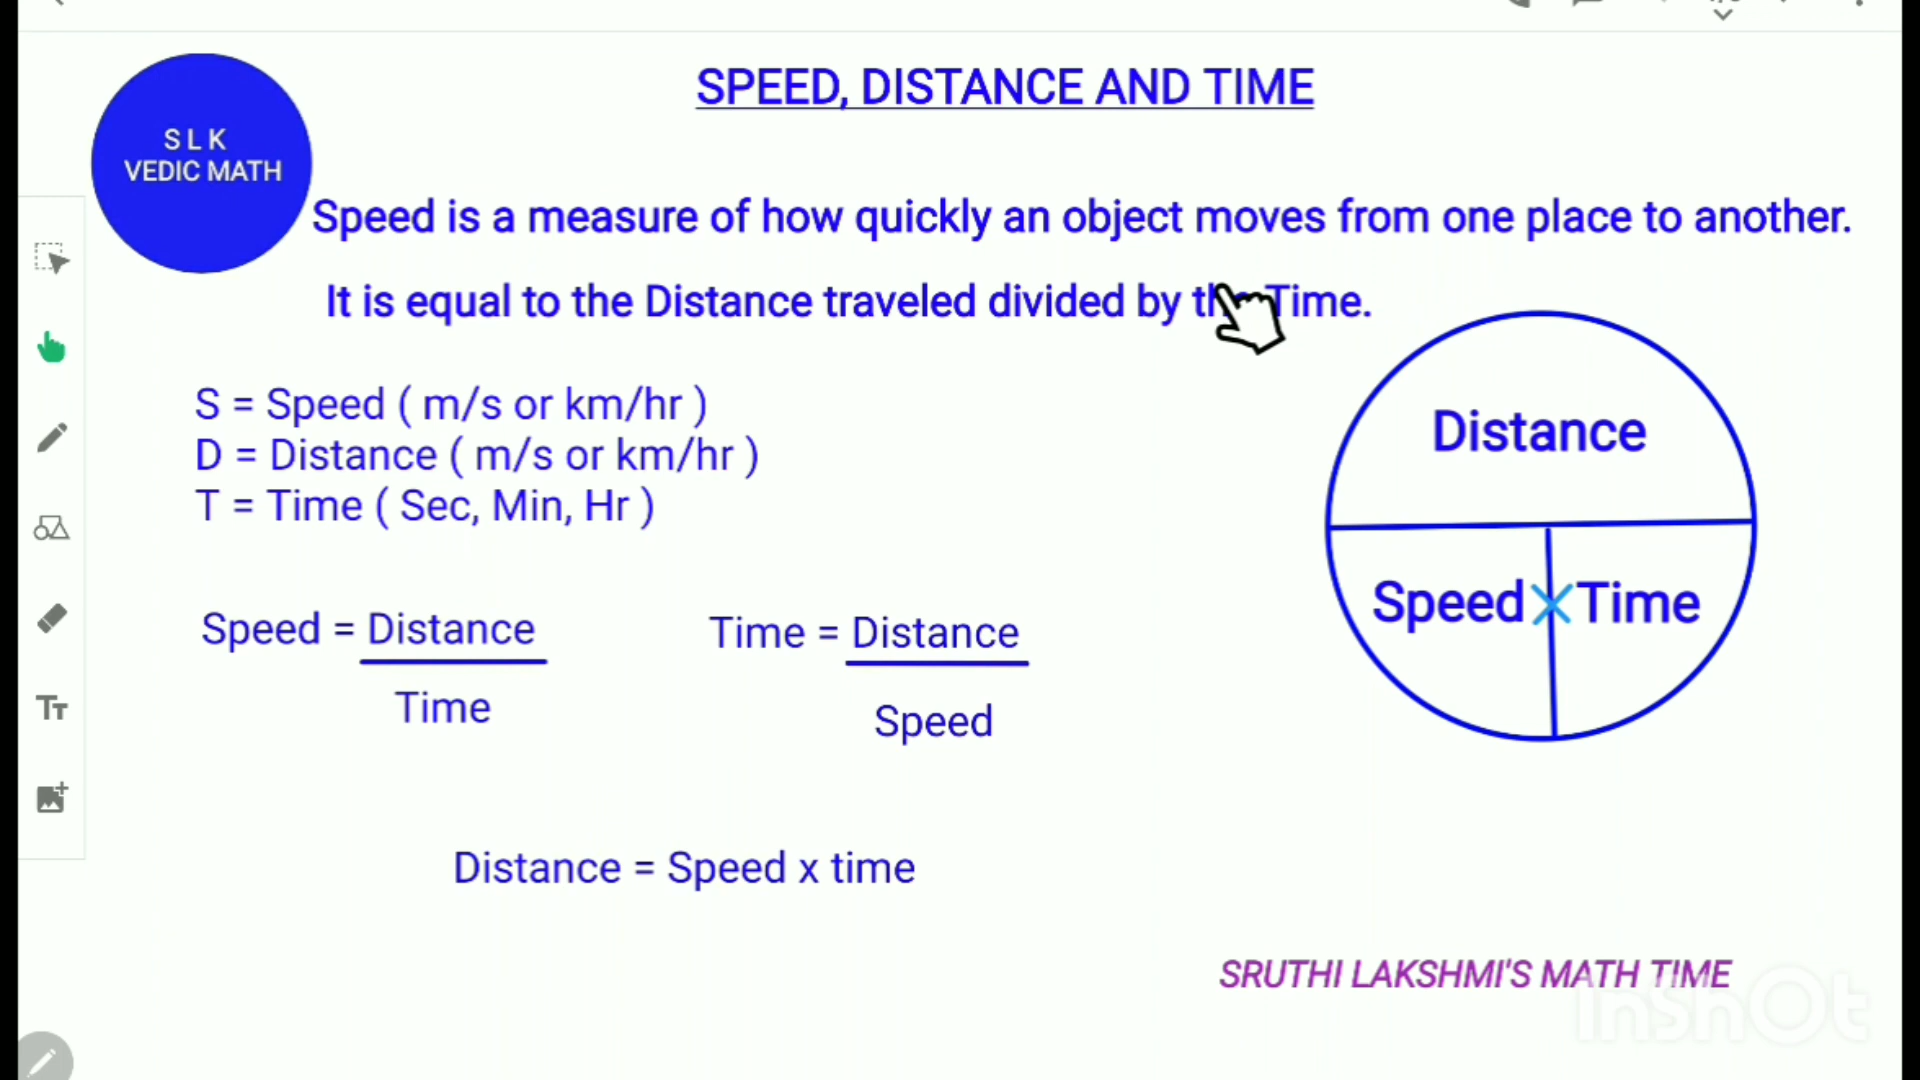 SPEED, DISTANCE AND TIME
S L K
VEDIC MATH
Speed is a measure of how quickly an object moves from one place to another.
It is equal to the Distance traveled divided by the Time.
S = Speed ( m/s or km/hr )
D = Distance ( m/s or km/hr )
T = Time ( Sec, Min, Hr )
Distance
Speed × Time
Speed = Distance
Time
Time = Distance
Speed
Distance = Speed x time
SRUTHI LAKSHMI'S MATH TIME
InShOt
Tт